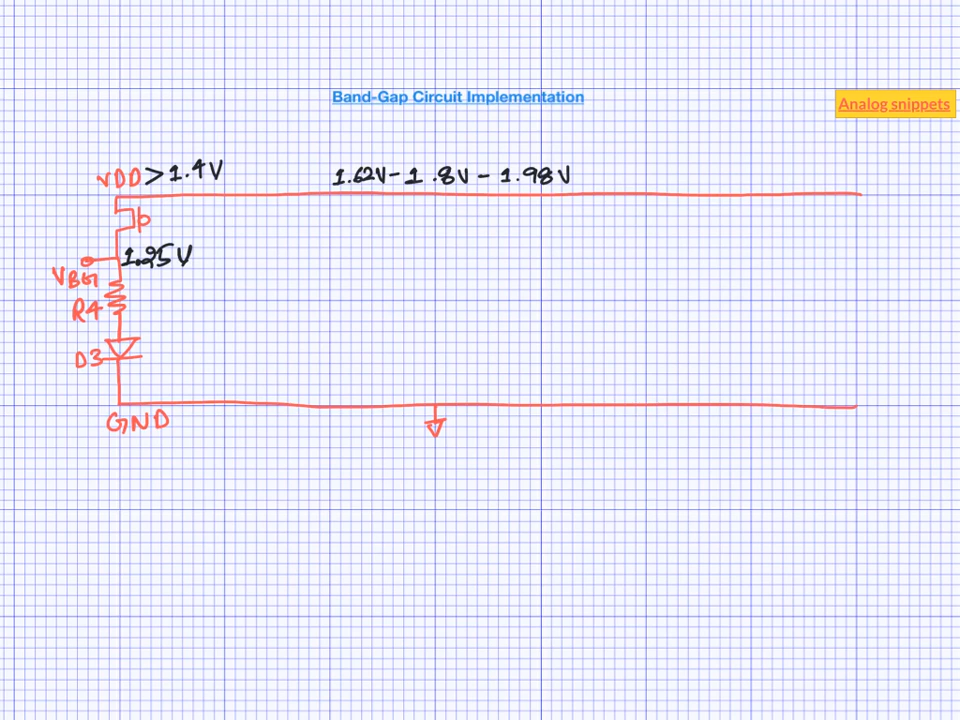 Band-Gap Circuit Implementation
Analog snippets
VDD > 1.4V
1.62V - 1.8V - 1.98V
1.25V
VBG
R4
D3
GND